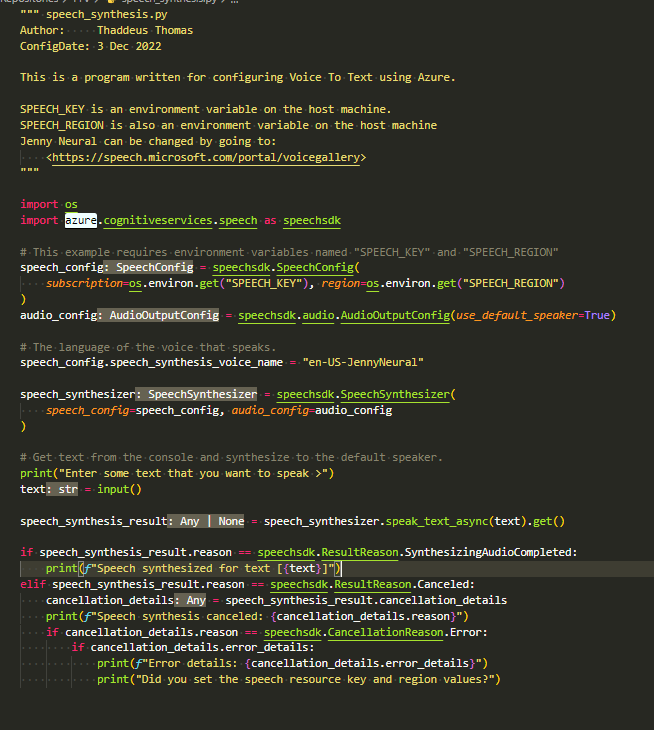 """ speech_synthesis.py
Author:     Thaddeus Thomas
ConfigDate: 3 Dec 2022

This is a program written for configuring Voice To Text using Azure.

SPEECH_KEY is an environment variable on the host machine.
SPEECH_REGION is also an environment variable on the host machine
Jenny Neural can be changed by going to:
    <https://speech.microsoft.com/portal/voicegallery>
"""

import os
import azure.cognitiveservices.speech as speechsdk

# This example requires environment variables named "SPEECH_KEY" and "SPEECH_REGION"
speech_config: SpeechConfig = speechsdk.SpeechConfig(
    subscription=os.environ.get("SPEECH_KEY"), region=os.environ.get("SPEECH_REGION")
)
audio_config: AudioOutputConfig = speechsdk.audio.AudioOutputConfig(use_default_speaker=True)

# The language of the voice that speaks.
speech_config.speech_synthesis_voice_name = "en-US-JennyNeural"

speech_synthesizer: SpeechSynthesizer = speechsdk.SpeechSynthesizer(
    speech_config=speech_config, audio_config=audio_config
)

# Get text from the console and synthesize to the default speaker.
print("Enter some text that you want to speak >")
text: str = input()

speech_synthesis_result: Any | None = speech_synthesizer.speak_text_async(text).get()

if speech_synthesis_result.reason == speechsdk.ResultReason.SynthesizingAudioCompleted:
    print(f"Speech synthesized for text [{text}]")
elif speech_synthesis_result.reason == speechsdk.ResultReason.Canceled:
    cancellation_details: Any = speech_synthesis_result.cancellation_details
    print(f"Speech synthesis canceled: {cancellation_details.reason}")
    if cancellation_details.reason == speechsdk.CancellationReason.Error:
        if cancellation_details.error_details:
            print(f"Error details: {cancellation_details.error_details}")
            print("Did you set the speech resource key and region values?")